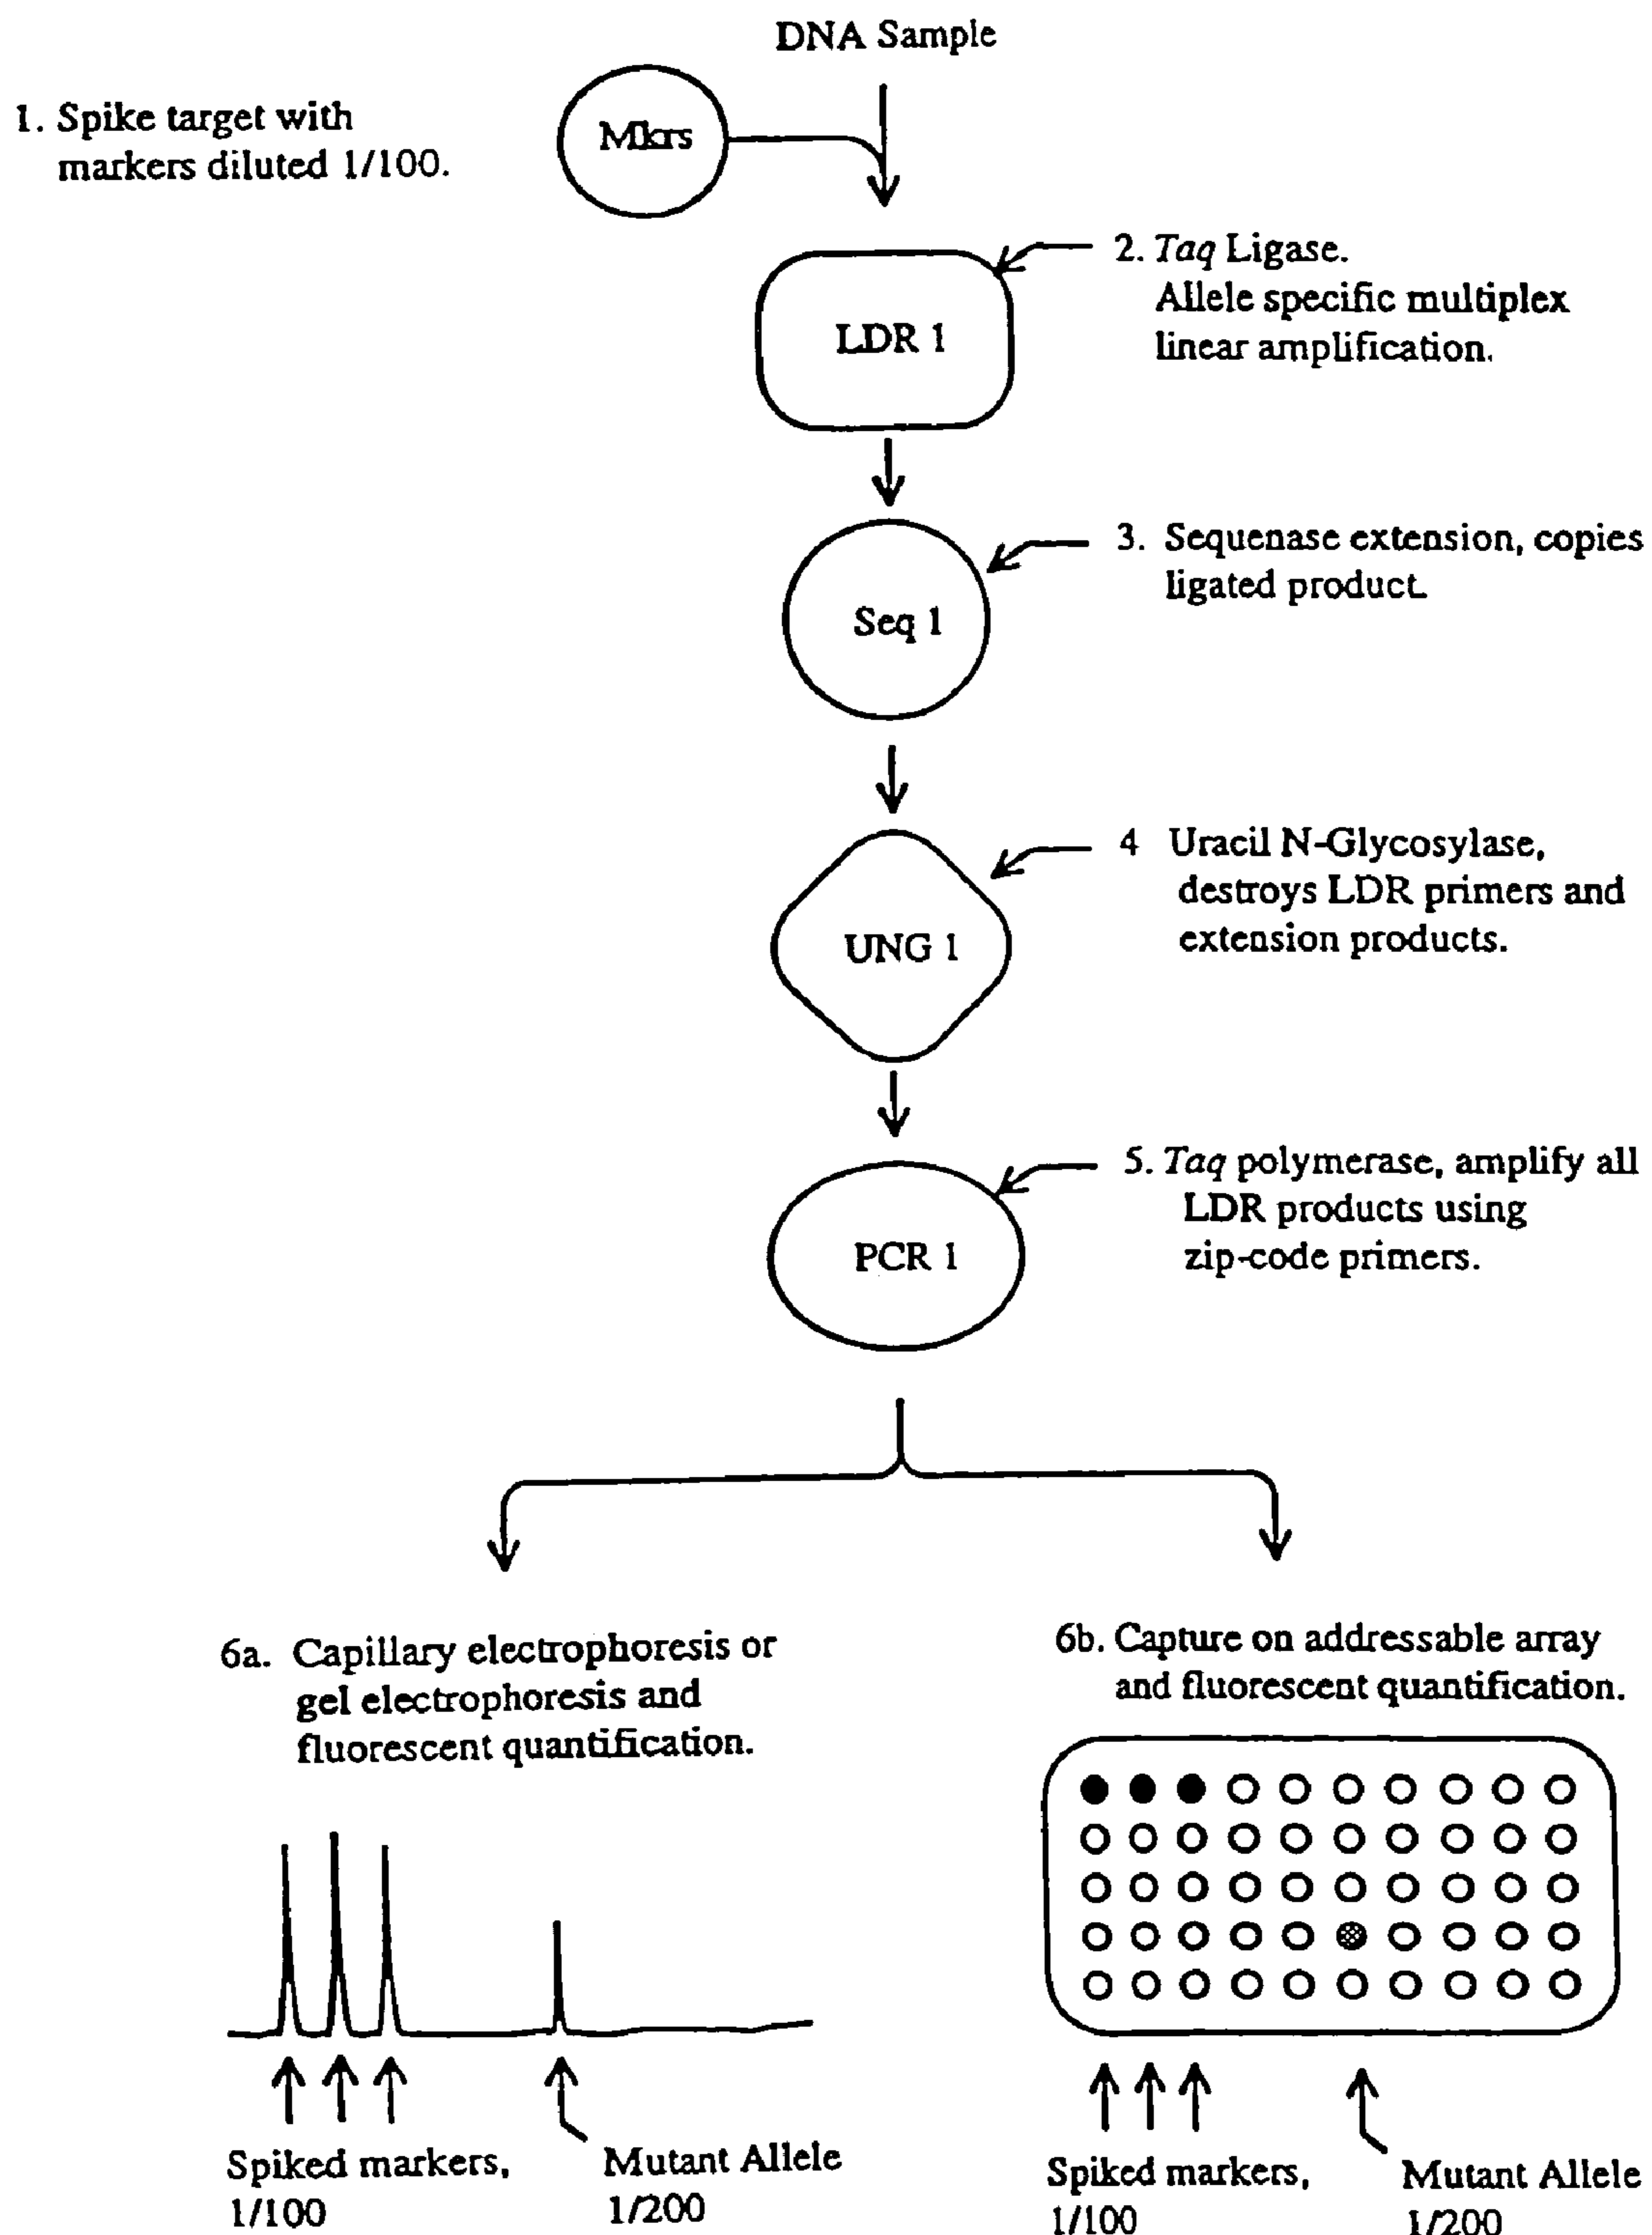 DNA Sample
1. Spike target with
markers diluted 1/100.
Mkrs
2. Taq Ligase.
Allele specific multiplex
linear amplification.
LDR 1
3. Sequenase extension, copies
ligated product.
Seq 1
4 Uracil N-Glycosylase,
destroys LDR primers and
extension products.
UNG 1
5. Taq polymerase, amplify all
LDR products using
zip-code primers.
PCR 1
6a. Capillary electrophoresis or
gel electrophoresis and
fluorescent quantification.
6b. Capture on addressable array
and fluorescent quantification.
Spiked markers,
1/100
Mutant Allele
1/200
Spiked markers,
1/100
Mutant Allele
1/200